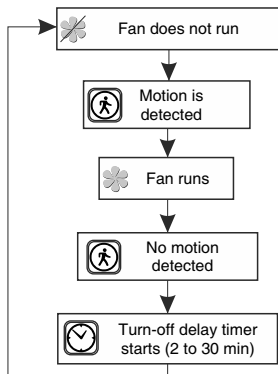 Fan does not run
Motion is
detected
Fan runs
No motion
detected
Turn-off delay timer
starts (2 to 30 min)